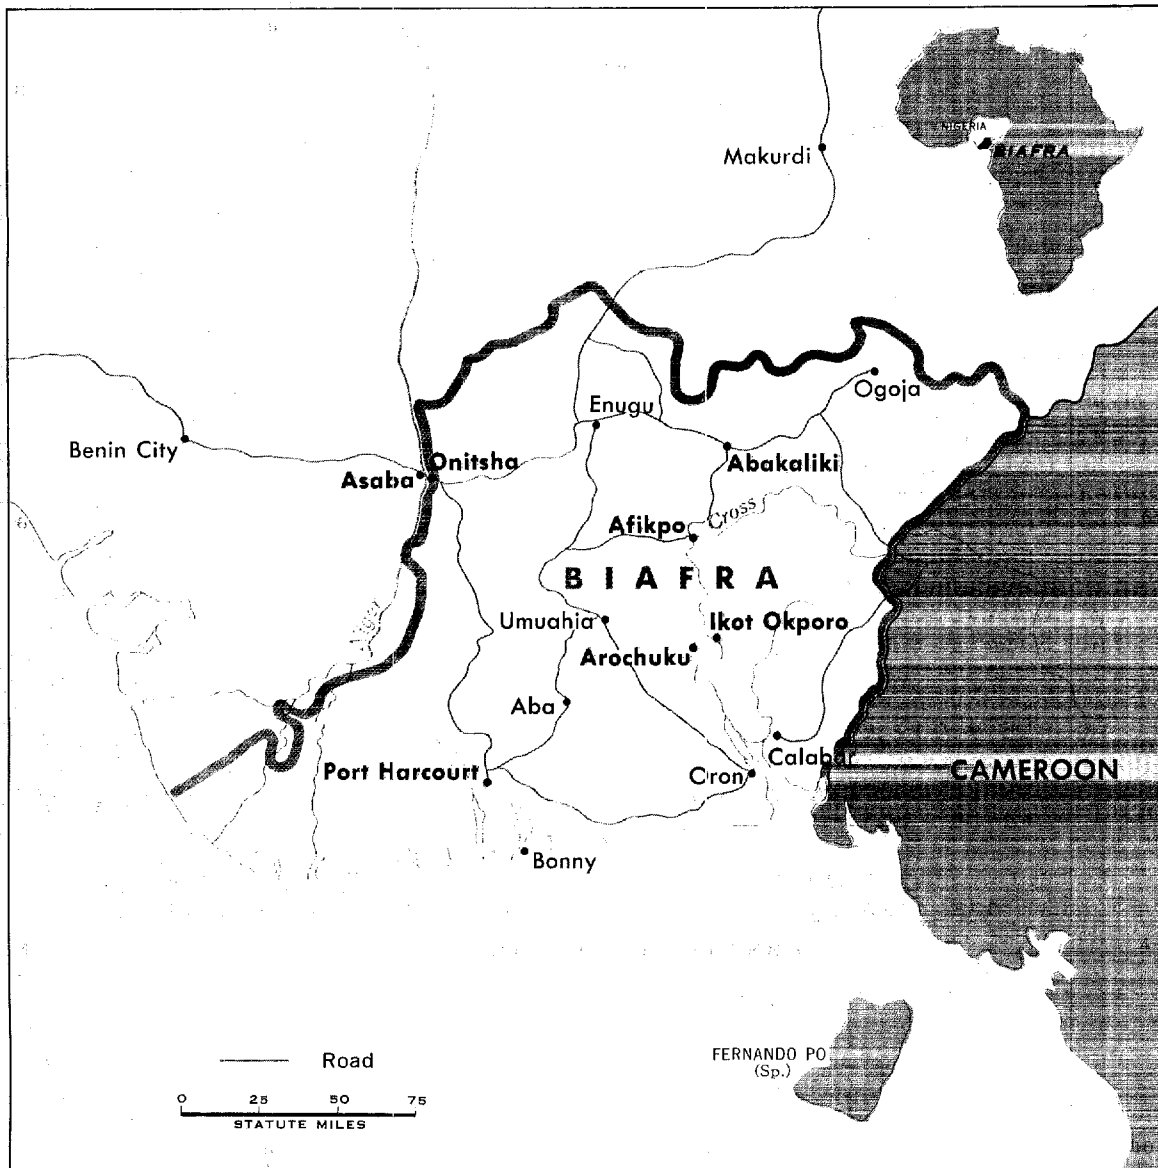 NIGERIA
BIAFRA
Makurdi
Ogoja
Enugu
Benin City
Onitsha
Asaba
Abakaliki
Cross
Afikpo
BIAFRA
Niger
Umuahia
Ikot Okporo
Arochuku
Aba
Calabar
Port Harcourt
Oron
CAMEROON
Bonny
FERNANDO PO
(Sp.)
Road
0 25 50 75
STATUTE MILES